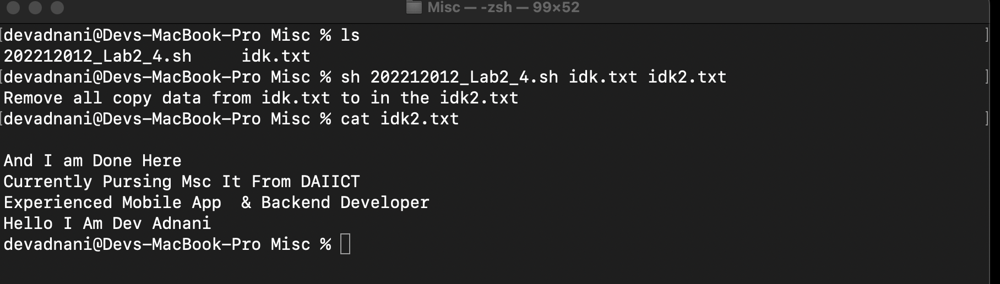 Misc — -zsh — 99×52
[devadnani@Devs-MacBook-Pro Misc % ls ]
202212012_Lab2_4.sh     idk.txt
[devadnani@Devs-MacBook-Pro Misc % sh 202212012_Lab2_4.sh idk.txt idk2.txt ]
Remove all copy data from idk.txt to in the idk2.txt
[devadnani@Devs-MacBook-Pro Misc % cat idk2.txt ]
And I am Done Here
Currently Pursing Msc It From DAIICT
Experienced Mobile App  & Backend Developer
Hello I Am Dev Adnani
devadnani@Devs-MacBook-Pro Misc %